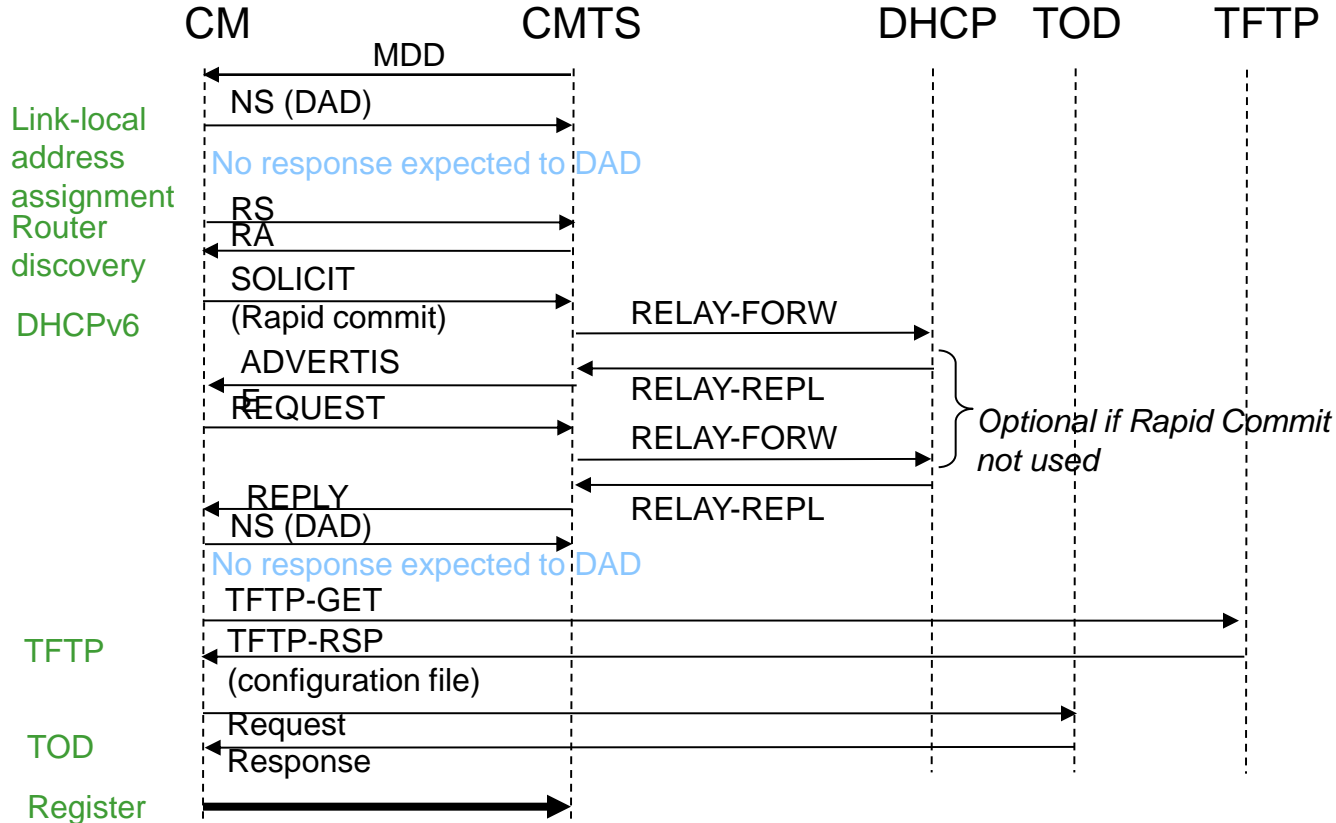 CM CMTS DHCP TOD TFTP
MDD
NS (DAD)
Link-local
address
assignment
No response expected to DAD
RS
Router
discovery
RA
SOLICIT
(Rapid commit)
DHCPv6
RELAY-FORW
ADVERTIS
E
RELAY-REPL
REQUEST
RELAY-FORW
Optional if Rapid Commit
not used
REPLY
RELAY-REPL
NS (DAD)
No response expected to DAD
TFTP-GET
TFTP
TFTP-RSP
(configuration file)
Request
TOD
Response
Register